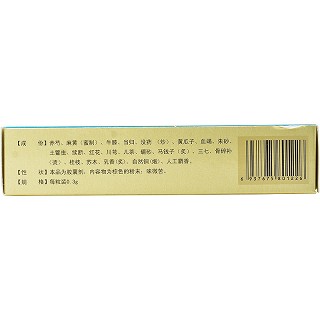 【成 份】赤芍、麻黄（蜜制）、牛膝、当归、没药（炒）、黄瓜子、血竭、朱砂、
土鳖虫、续断、红花、川芎、儿茶、硼砂、马钱子（炙）、三七、骨碎补
（烫）、桂枝、苏木、乳香（炙）、自然铜（煅）、人工麝香。
【性 状】本品为胶囊剂，内容物为棕色的粉末；味微苦。
【规 格】每粒装0.3g